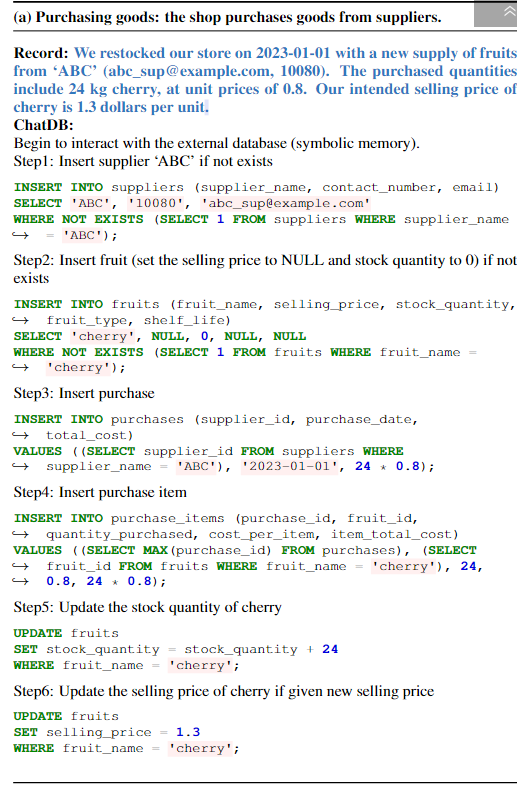 (a) Purchasing goods: the shop purchases goods from suppliers.
Record: We restocked our store on 2023-01-01 with a new supply of fruits
from ‘ABC’ (abc_sup@example.com, 10080). The purchased quantities
include 24 kg cherry, at unit prices of 0.8. Our intended selling price of
cherry is 1.3 dollars per unit.
ChatDB:
Begin to interact with the external database (symbolic memory).
Step1: Insert supplier ‘ABC’ if not exists
INSERT INTO suppliers (supplier_name, contact_number, email)
SELECT 'ABC', '10080', 'abc_sup@example.com'
WHERE NOT EXISTS (SELECT 1 FROM suppliers WHERE supplier_name
↪ = 'ABC');
Step2: Insert fruit (set the selling price to NULL and stock quantity to 0) if not
exists
INSERT INTO fruits (fruit_name, selling_price, stock_quantity,
↪ fruit_type, shelf_life)
SELECT 'cherry', NULL, 0, NULL, NULL
WHERE NOT EXISTS (SELECT 1 FROM fruits WHERE fruit_name =
↪ 'cherry');
Step3: Insert purchase
INSERT INTO purchases (supplier_id, purchase_date,
↪ total_cost)
VALUES ((SELECT supplier_id FROM suppliers WHERE
↪ supplier_name = 'ABC'), '2023-01-01', 24 * 0.8);
Step4: Insert purchase item
INSERT INTO purchase_items (purchase_id, fruit_id,
↪ quantity_purchased, cost_per_item, item_total_cost)
VALUES ((SELECT MAX(purchase_id) FROM purchases), (SELECT
↪ fruit_id FROM fruits WHERE fruit_name = 'cherry'), 24,
↪ 0.8, 24 * 0.8);
Step5: Update the stock quantity of cherry
UPDATE fruits
SET stock_quantity = stock_quantity + 24
WHERE fruit_name = 'cherry';
Step6: Update the selling price of cherry if given new selling price
UPDATE fruits
SET selling_price = 1.3
WHERE fruit_name = 'cherry';